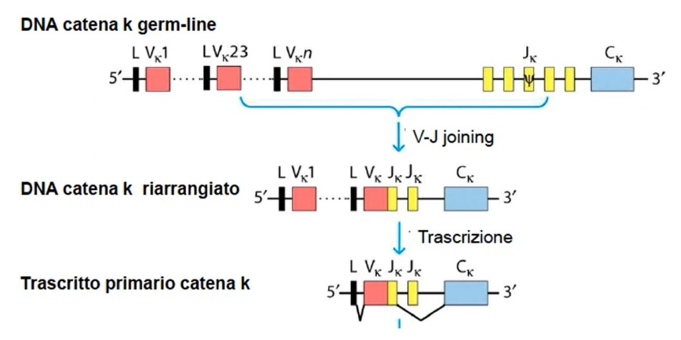 DNA catena k germ-line
L Vκ1 LVκ23 L Vκn Jκ Cκ
5′ ψ 3′
V-J joining
L Vκ1 L Vκ Jκ Jκ Cκ
DNA catena k riarrangiato
5′ 3′
Trascrizione
L Vκ Jκ Jκ Cκ
Trascritto primario catena k
5′ 3′